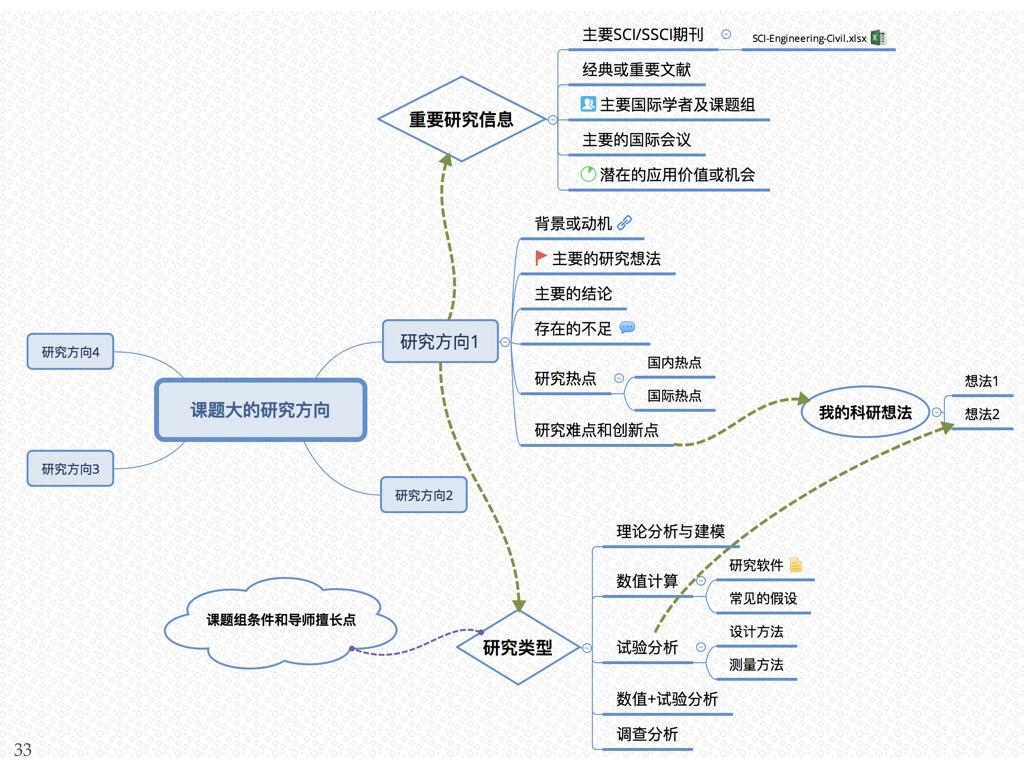 主要SCI/SSCI期刊
SCI-Engineering-Civil.xlsx
经典或重要文献
主要国际学者及课题组
主要的国际会议
潜在的应用价值或机会
重要研究信息
背景或动机
主要的研究想法
主要的结论
存在的不足
研究热点
国内热点
国际热点
研究难点和创新点
研究方向1
研究方向4
课题大的研究方向
研究方向3
研究方向2
我的科研想法
想法1
想法2
理论分析与建模
数值计算
研究软件
常见的假设
试验分析
设计方法
测量方法
数值+试验分析
调查分析
研究类型
课题组条件和导师擅长点
33